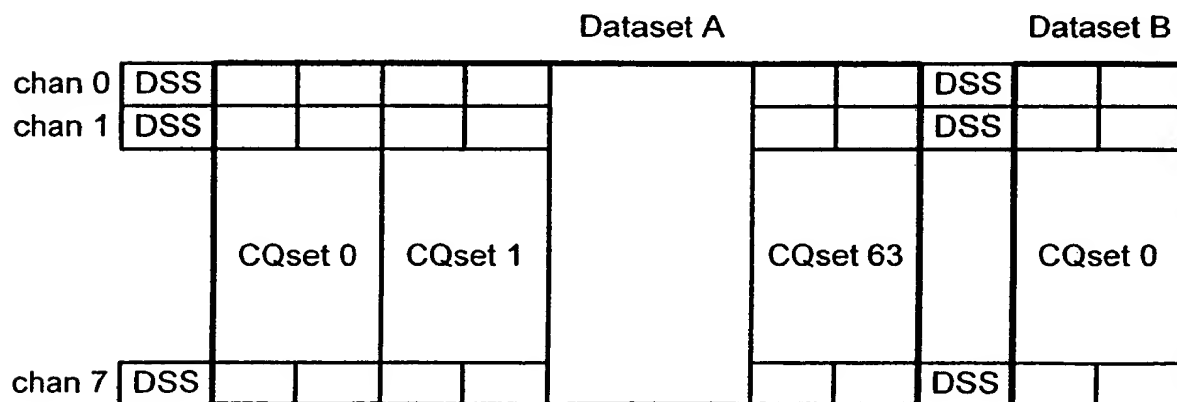 Dataset A Dataset B
chan 0 DSS DSS
chan 1 DSS DSS
CQset 0 CQset 1 CQset 63 CQset 0
chan 7 DSS DSS